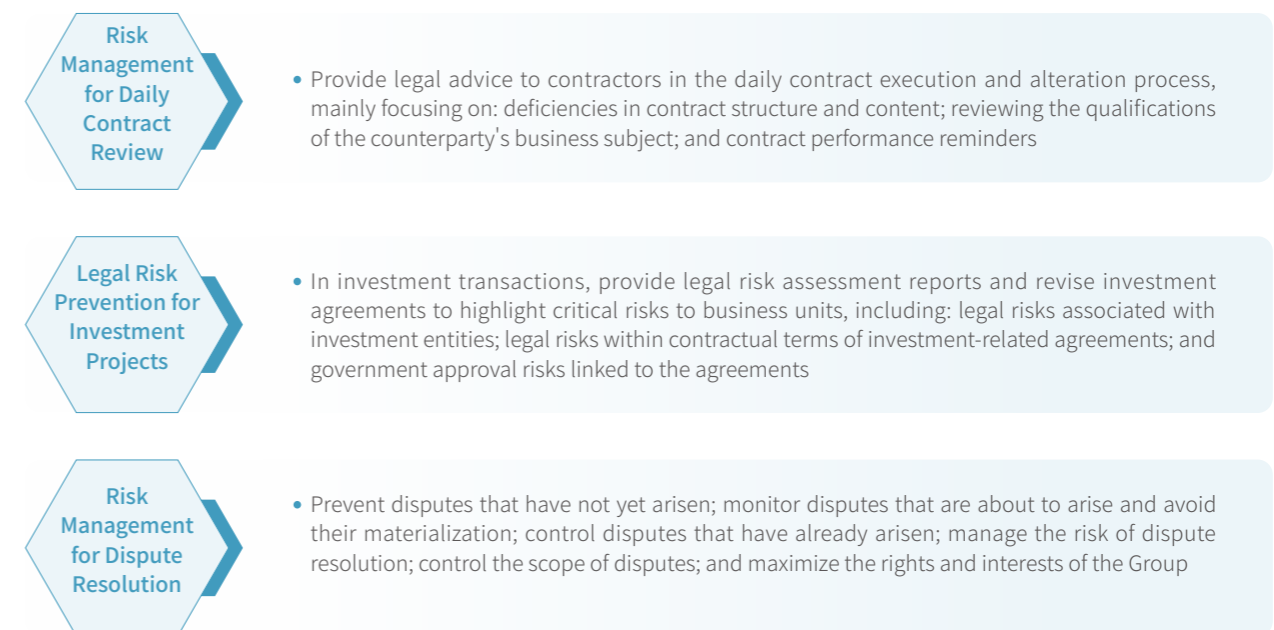 Risk
Management
for Daily
Contract
Review
• Provide legal advice to contractors in the daily contract execution and alteration process,
mainly focusing on: deficiencies in contract structure and content; reviewing the qualifications
of the counterparty's business subject; and contract performance reminders
Legal Risk
Prevention for
Investment
Projects
• In investment transactions, provide legal risk assessment reports and revise investment
agreements to highlight critical risks to business units, including: legal risks associated with
investment entities; legal risks within contractual terms of investment-related agreements; and
government approval risks linked to the agreements
Risk
Management
for Dispute
Resolution
• Prevent disputes that have not yet arisen; monitor disputes that are about to arise and avoid
their materialization; control disputes that have already arisen; manage the risk of dispute
resolution; control the scope of disputes; and maximize the rights and interests of the Group